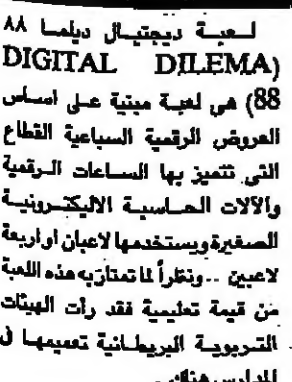 لعبة ديجتيال ديلما ٨٨
DIGITAL DILEMA)
88) هي لعبة مبنية على اساس
العروض الرقمية السباعية القطاع
التي تتميز بها الساعات الرقمية
والآلات الحاسبة الاليكترونية
الصغيرة ويستخدمها لاعبان او اربعة
لاعبين .. ونظراً لما تمتاز به هذه اللعبة
من قيمة تعليمية فقد رأت الهيئات
التربوية البريطانية تعميمها في
المدارس هناك.